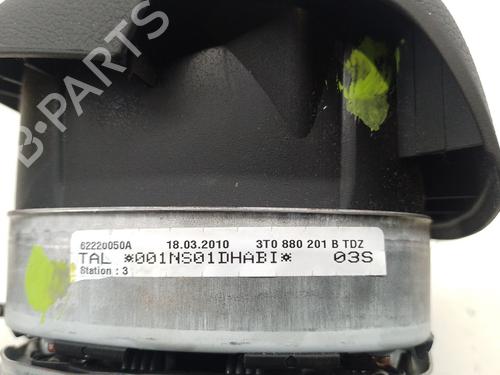 B-PARTS
62220050A 18.03.2010 3T0 880 201 B TDZ
TAL *001NS01DHABI* 03S
Station : 3